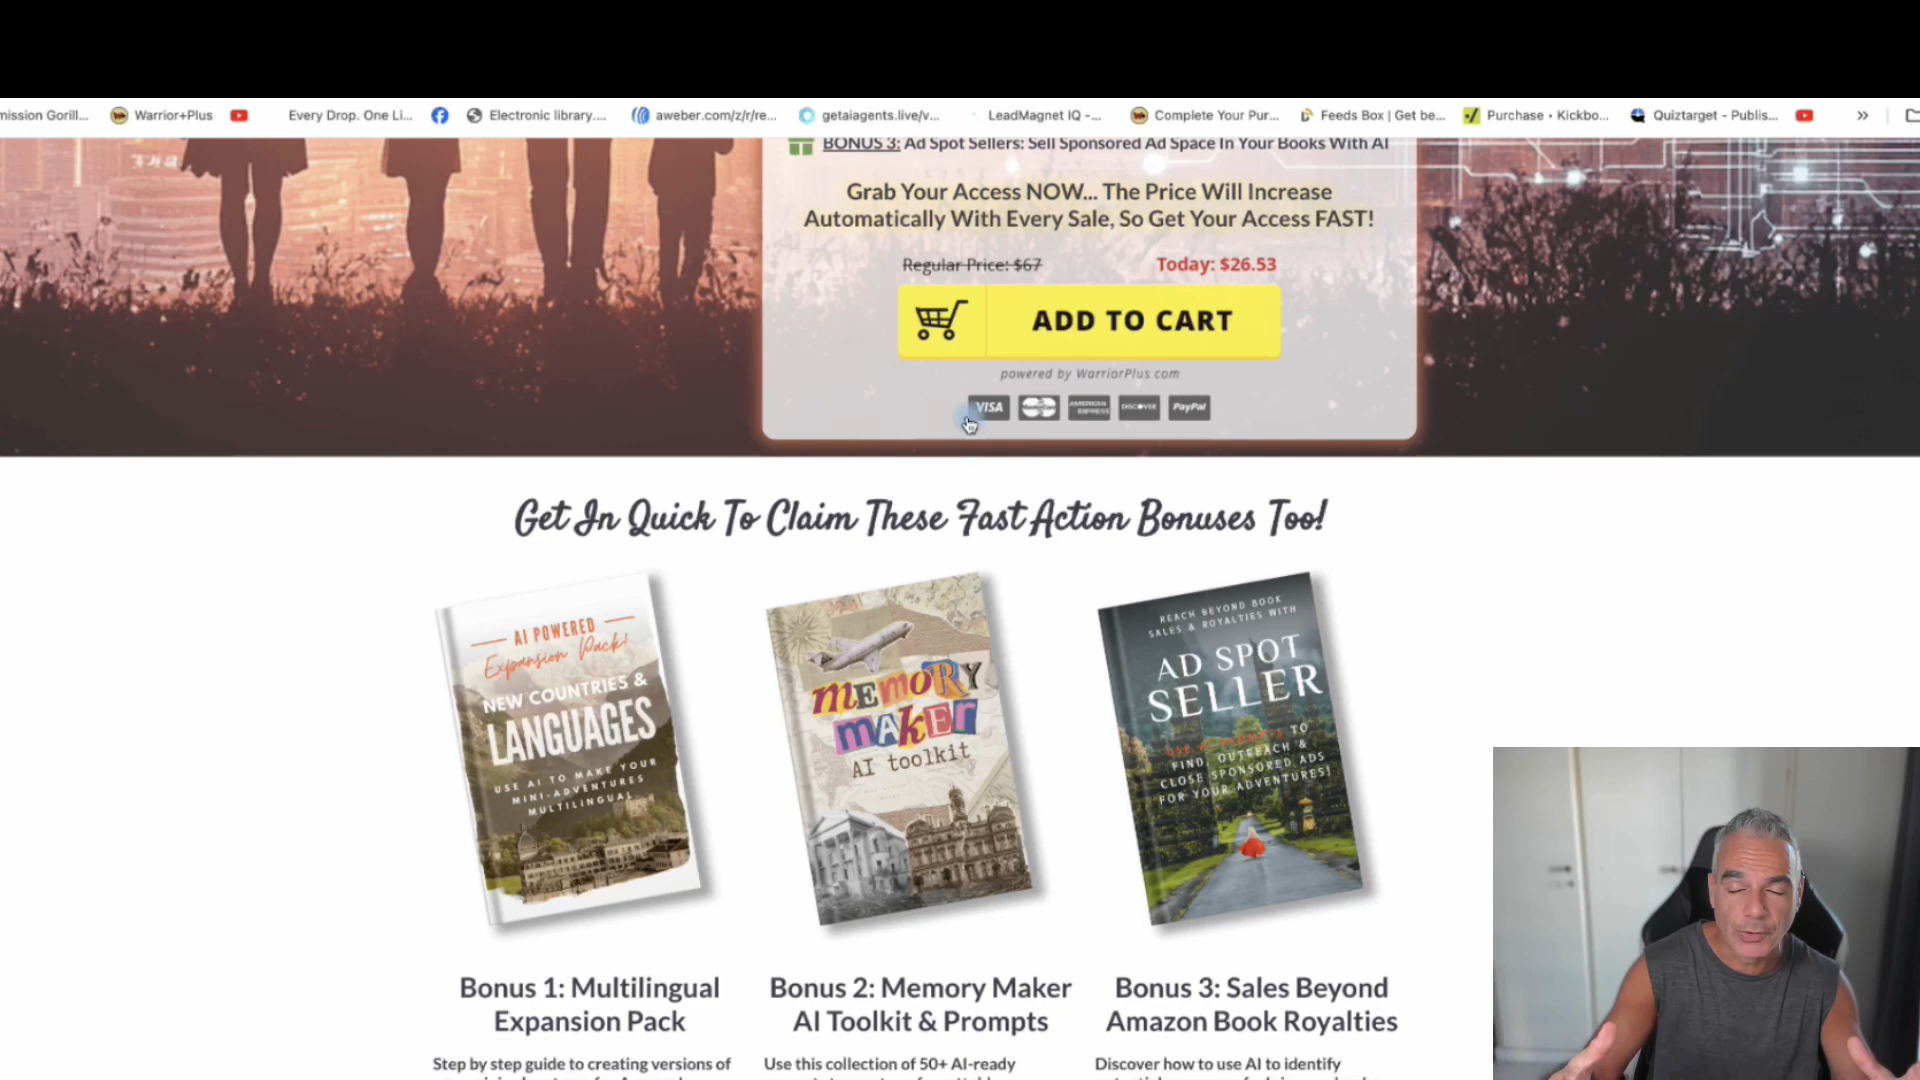 mission Gorill... Warrior+Plus Every Drop. One Li... Electronic library.... aweber.com/z/r/re... getaiagents.live/v... LeadMagnet IQ -... Complete Your Pur... Feeds Box | Get be... Purchase • Kickbo... Quiztarget - Publis... »
BONUS 3: Ad Spot Sellers: Sell Sponsored Ad Space In Your Books With AI
Grab Your Access NOW... The Price Will Increase
Automatically With Every Sale, So Get Your Access FAST!
Regular Price: $67 Today: $26.53
ADD TO CART
powered by WarriorPlus.com
VISA AMERICAN EXPRESS DISCOVER PayPal
Get In Quick To Claim These Fast Action Bonuses Too!
AI POWERED
Expansion Pack!
NEW COUNTRIES &
LANGUAGES
USE AI TO MAKE YOUR
MINI-ADVENTURES
MULTILINGUAL
MEMORY
MAKER
AI toolkit
REACH BEYOND BOOK
SALES & ROYALTIES WITH
AD SPOT
SELLER
TO
FIND, OUTREACH &
CLOSE SPONSORED ADS
FOR YOUR ADVENTURES!
Bonus 1: Multilingual
Expansion Pack
Bonus 2: Memory Maker
AI Toolkit & Prompts
Bonus 3: Sales Beyond
Amazon Book Royalties
Step by step guide to creating versions of
Use this collection of 50+ AI-ready
Discover how to use AI to identify